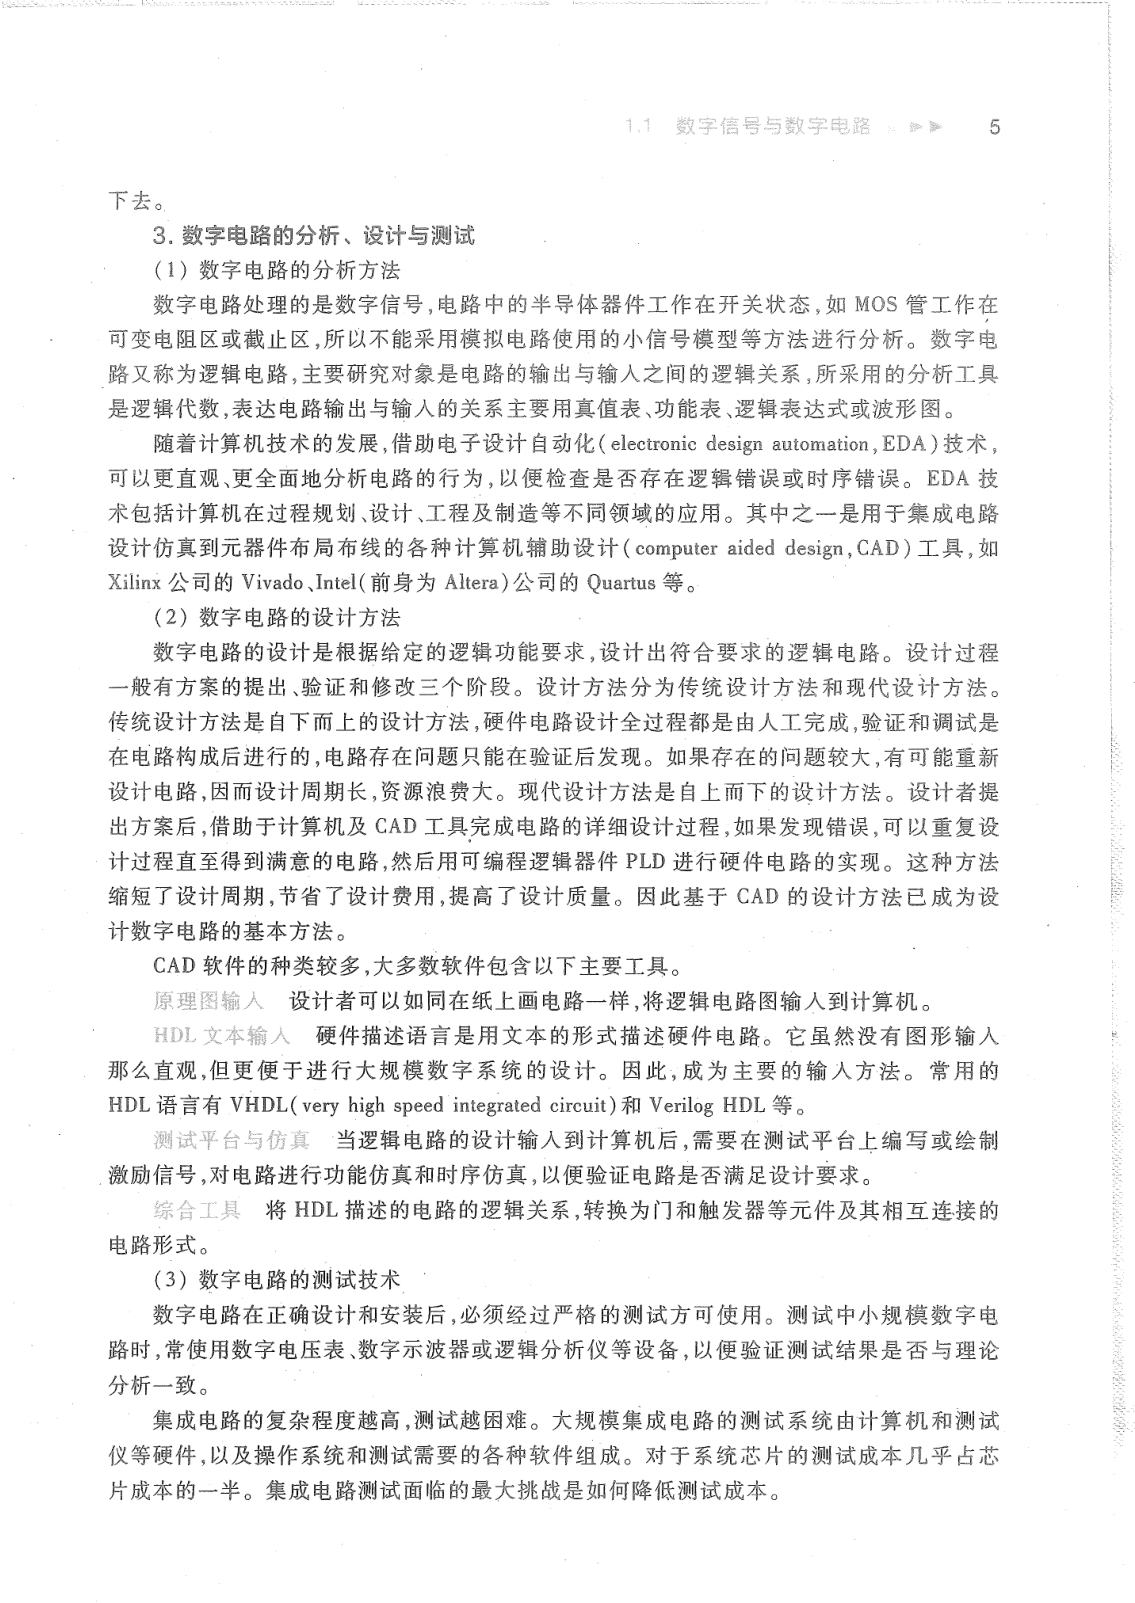 1.1 数字信号与数字电路 5
下去。
3. 数字电路的分析、设计与测试
(1) 数字电路的分析方法
数字电路处理的是数字信号,电路中的半导体器件工作在开关状态,如 MOS 管工作在
可变电阻区或截止区,所以不能采用模拟电路使用的小信号模型等方法进行分析。数字电
路又称为逻辑电路,主要研究对象是电路的输出与输入之间的逻辑关系,所采用的分析工具
是逻辑代数,表达电路输出与输入的关系主要用真值表、功能表、逻辑表达式或波形图。
随着计算机技术的发展,借助电子设计自动化(electronic design automation,EDA)技术,
可以更直观、更全面地分析电路的行为,以便检查是否存在逻辑错误或时序错误。EDA 技
术包括计算机在过程规划、设计、工程及制造等不同领域的应用。其中之一是用于集成电路
设计仿真到元器件布局布线的各种计算机辅助设计(computer aided design,CAD)工具,如
Xilinx 公司的 Vivado、Intel(前身为 Altera)公司的 Quartus 等。
(2) 数字电路的设计方法
数字电路的设计是根据给定的逻辑功能要求,设计出符合要求的逻辑电路。设计过程
一般有方案的提出、验证和修改三个阶段。设计方法分为传统设计方法和现代设计方法。
传统设计方法是自下而上的设计方法,硬件电路设计全过程都是由人工完成,验证和调试是
在电路构成后进行的,电路存在问题只能在验证后发现。如果存在的问题较大,有可能重新
设计电路,因而设计周期长,资源浪费大。现代设计方法是自上而下的设计方法。设计者提
出方案后,借助于计算机及 CAD 工具完成电路的详细设计过程,如果发现错误,可以重复设
计过程直至得到满意的电路,然后用可编程逻辑器件 PLD 进行硬件电路的实现。这种方法
缩短了设计周期,节省了设计费用,提高了设计质量。因此基于 CAD 的设计方法已成为设
计数字电路的基本方法。
CAD 软件的种类较多,大多数软件包含以下主要工具。
原理图输入 设计者可以如同在纸上画电路一样,将逻辑电路图输入到计算机。
HDL 文本输入 硬件描述语言是用文本的形式描述硬件电路。它虽然没有图形输入
那么直观,但更便于进行大规模数字系统的设计。因此,成为主要的输入方法。常用的
HDL 语言有 VHDL(very high speed integrated circuit)和 Verilog HDL 等。
测试平台与仿真 当逻辑电路的设计输入到计算机后,需要在测试平台上编写或绘制
激励信号,对电路进行功能仿真和时序仿真,以便验证电路是否满足设计要求。
综合工具 将 HDL 描述的电路的逻辑关系,转换为门和触发器等元件及其相互连接的
电路形式。
(3) 数字电路的测试技术
数字电路在正确设计和安装后,必须经过严格的测试方可使用。测试中小规模数字电
路时,常使用数字电压表、数字示波器或逻辑分析仪等设备,以便验证测试结果是否与理论
分析一致。
集成电路的复杂程度越高,测试越困难。大规模集成电路的测试系统由计算机和测试
仪等硬件,以及操作系统和测试需要的各种软件组成。对于系统芯片的测试成本几乎占芯
片成本的一半。集成电路测试面临的最大挑战是如何降低测试成本。